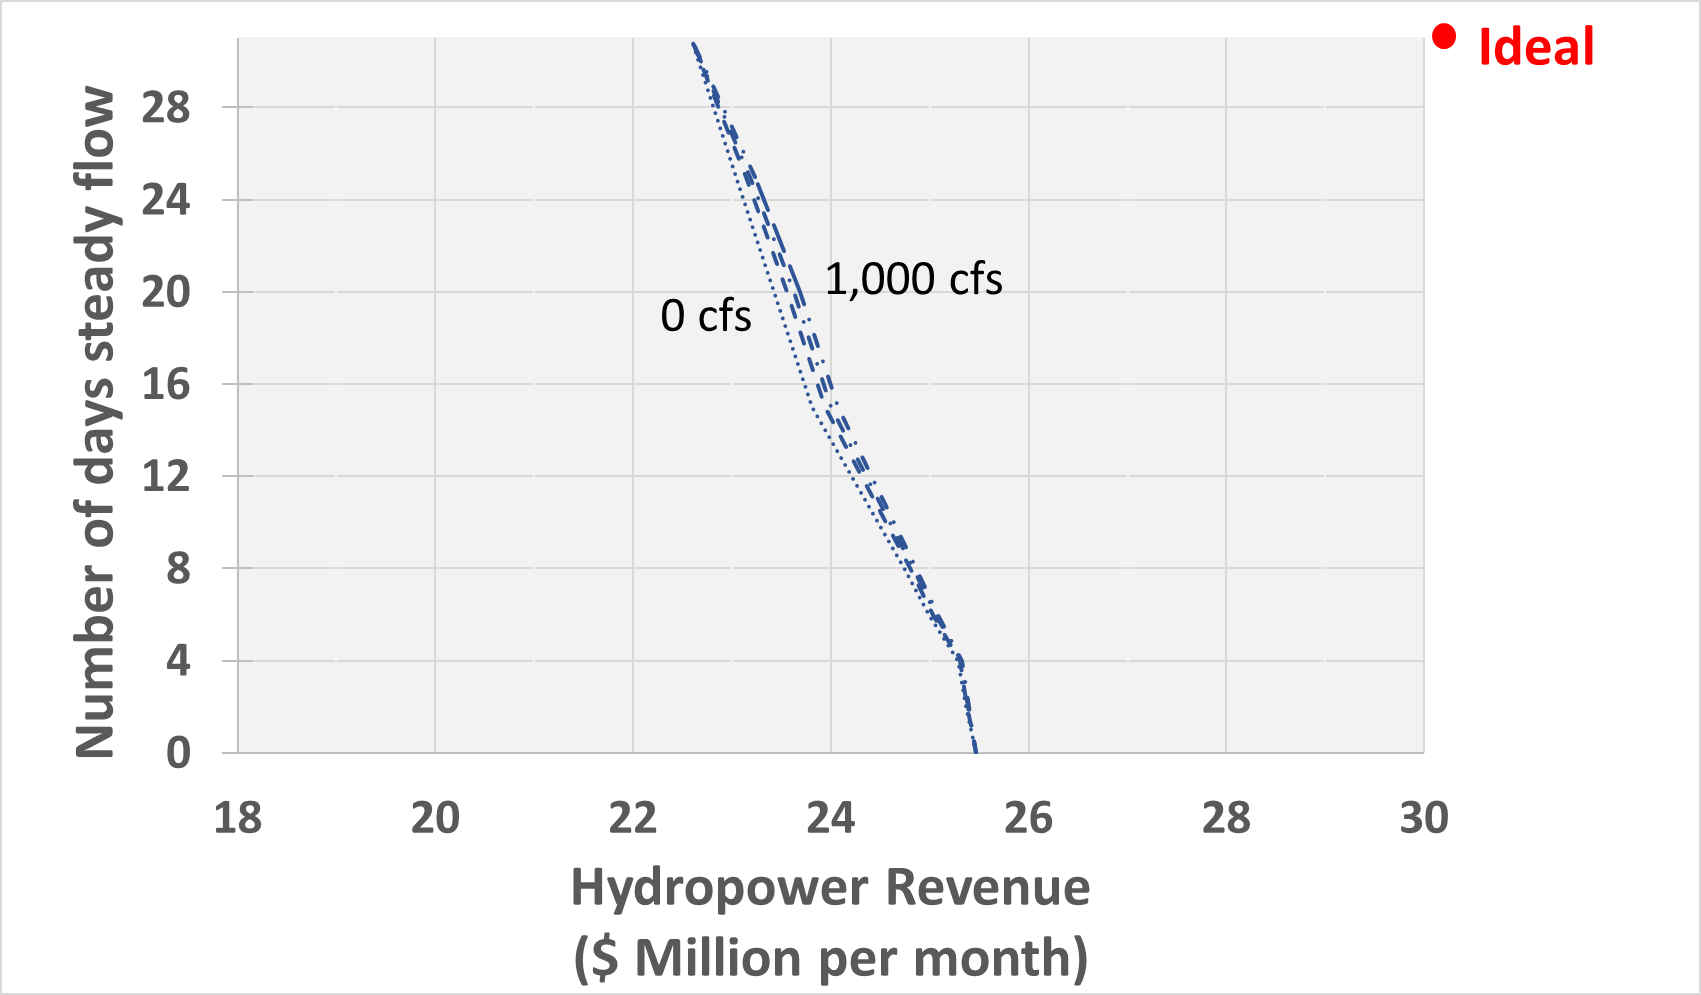 Ideal
Number of days steady flow
28
24
20
16
12
8
4
0
1,000 cfs
0 cfs
18 20 22 24 26 28 30
Hydropower Revenue
($ Million per month)